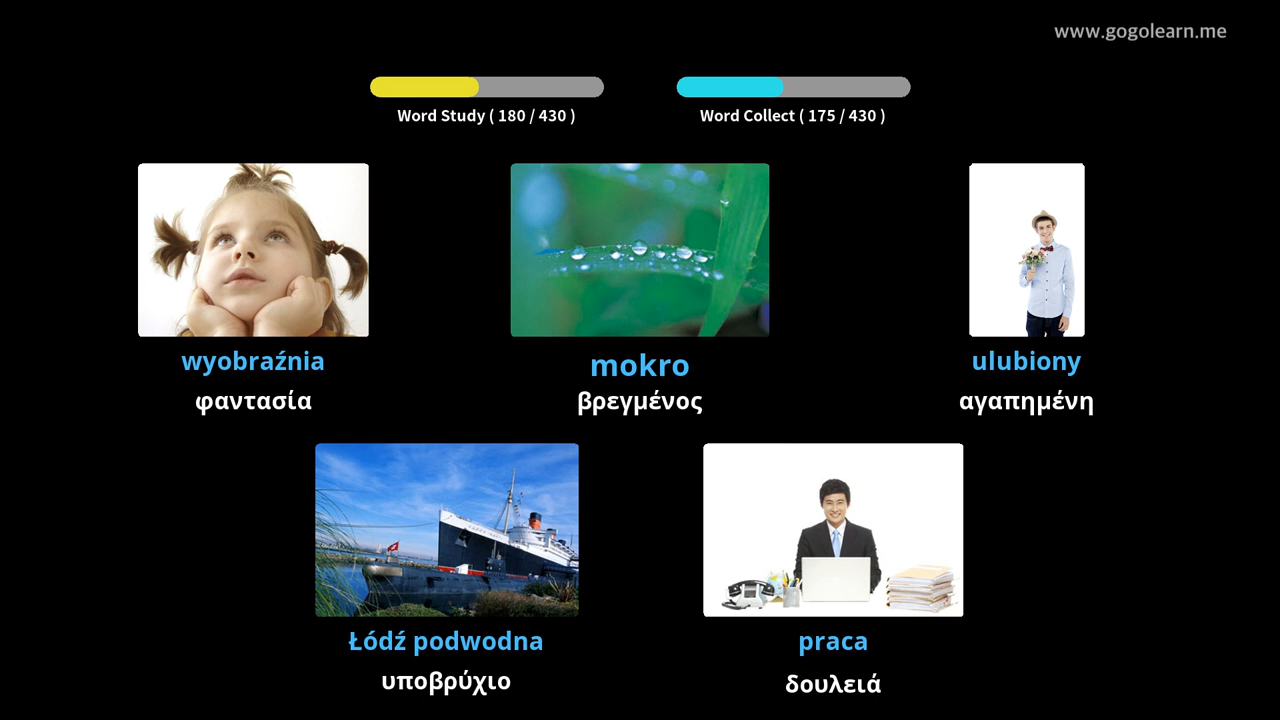 www.gogolearn.me
Word Study ( 180 / 430 )
Word Collect ( 175 / 430 )
wyobraźnia
φαντασία
mokro
βρεγμένος
ulubiony
αγαπημένη
Łódź podwodna
υποβρύχιο
praca
δουλειά